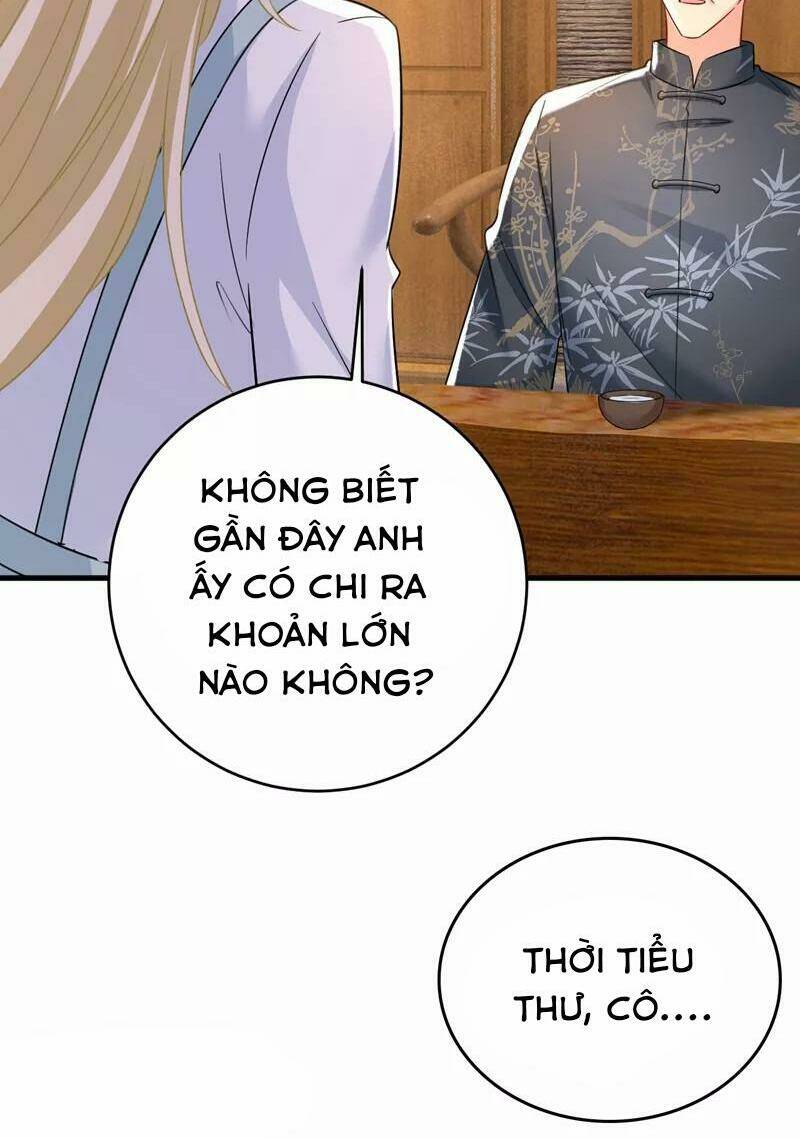 KHÔNG BIẾT
GẦN ĐÂY ANH
ẤY CÓ CHI RA
KHOẢN LỚN
NÀO KHÔNG?
THỜI TIỂU
THƯ, CÔ....